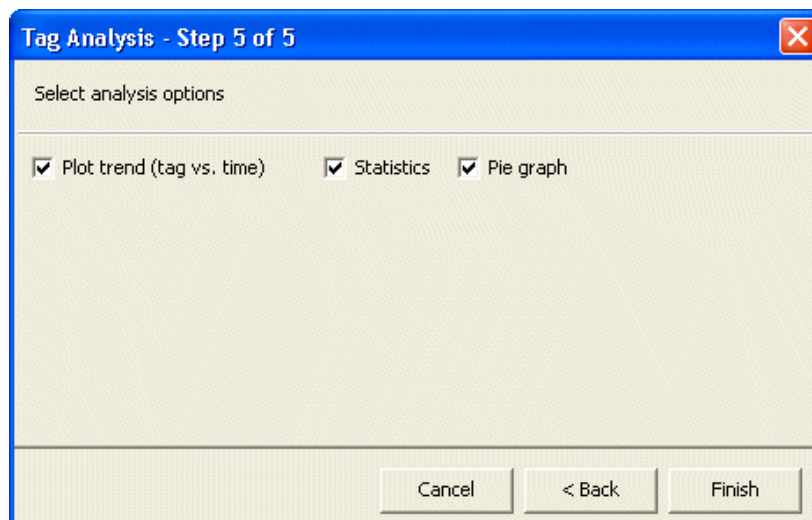 Tag Analysis - Step 5 of 5
Select analysis options
Plot trend (tag vs. time) Statistics Pie graph
Cancel < Back Finish